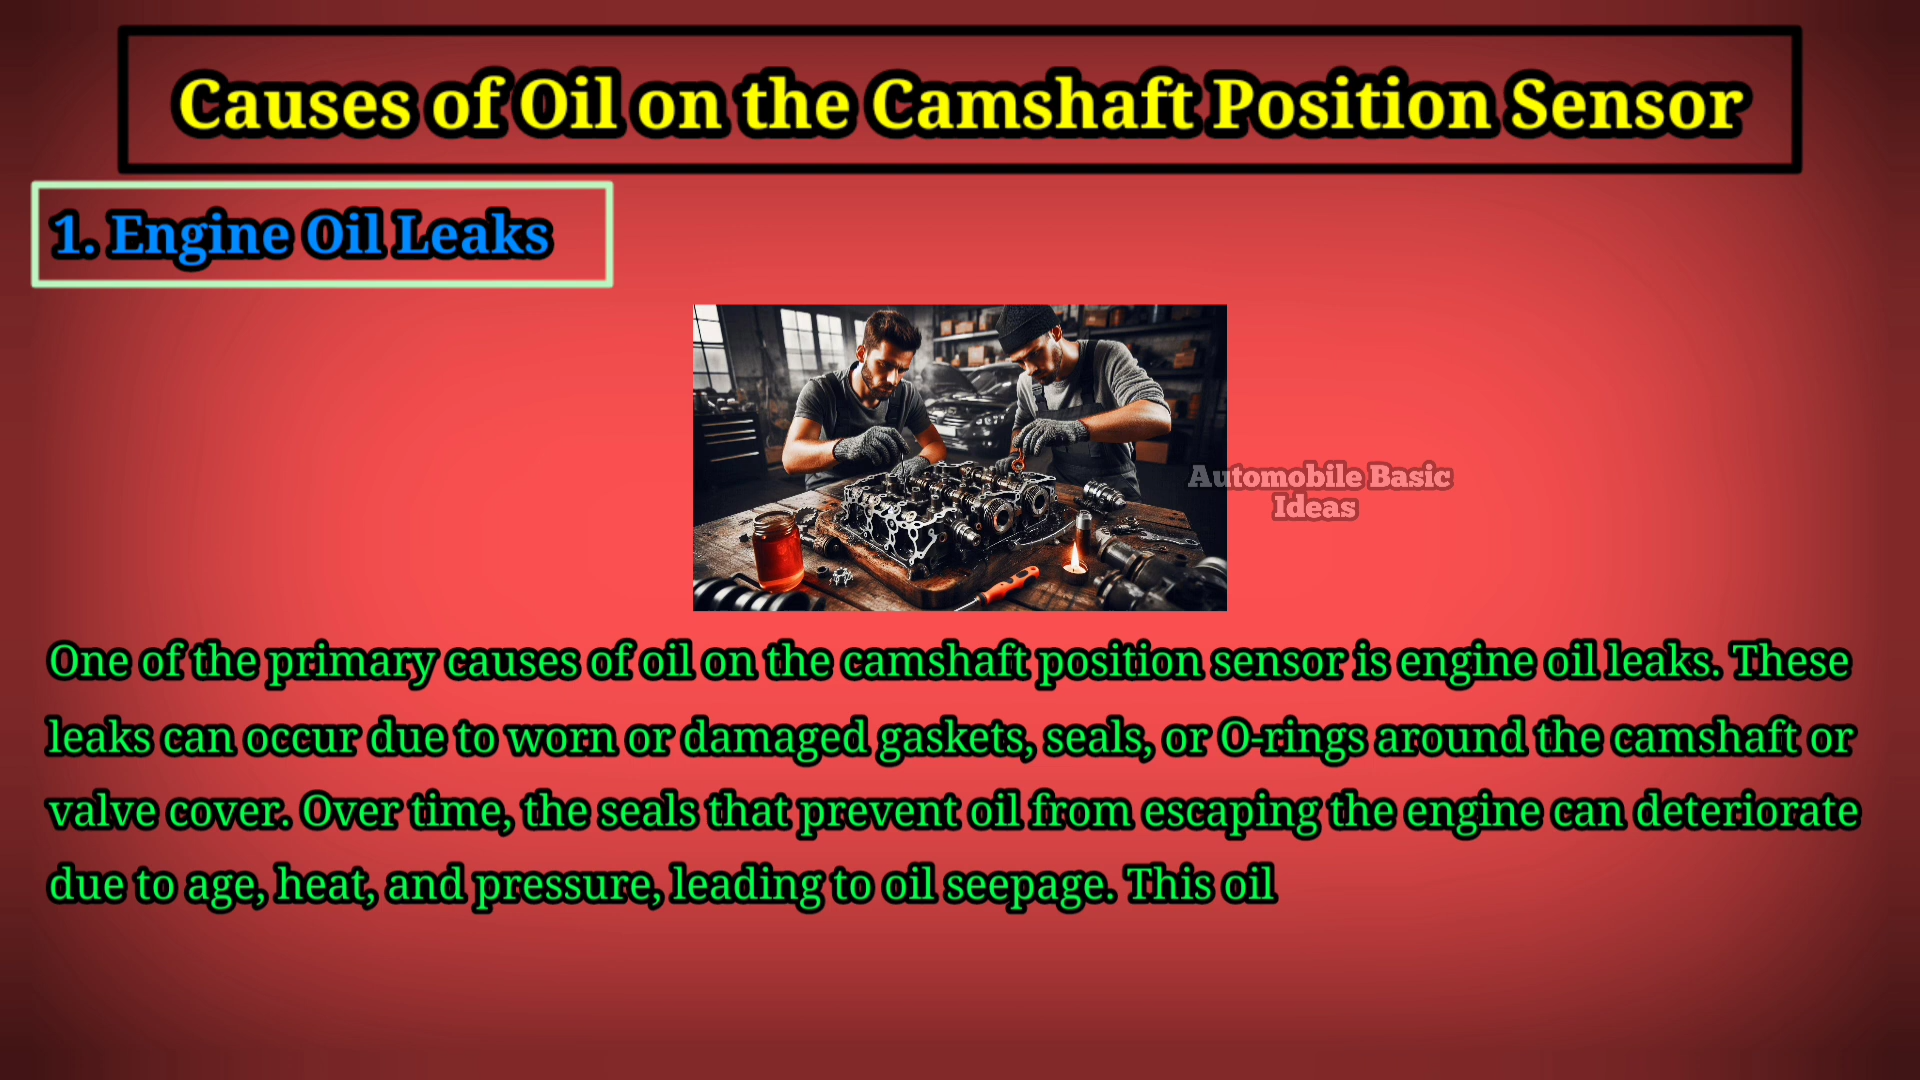 Causes of Oil on the Camshaft Position Sensor
1. Engine Oil Leaks
Automobile Basic
Ideas
One of the primary causes of oil on the camshaft position sensor is engine oil leaks. These
leaks can occur due to worn or damaged gaskets, seals, or O-rings around the camshaft or
valve cover. Over time, the seals that prevent oil from escaping the engine can deteriorate
due to age, heat, and pressure, leading to oil seepage. This oil